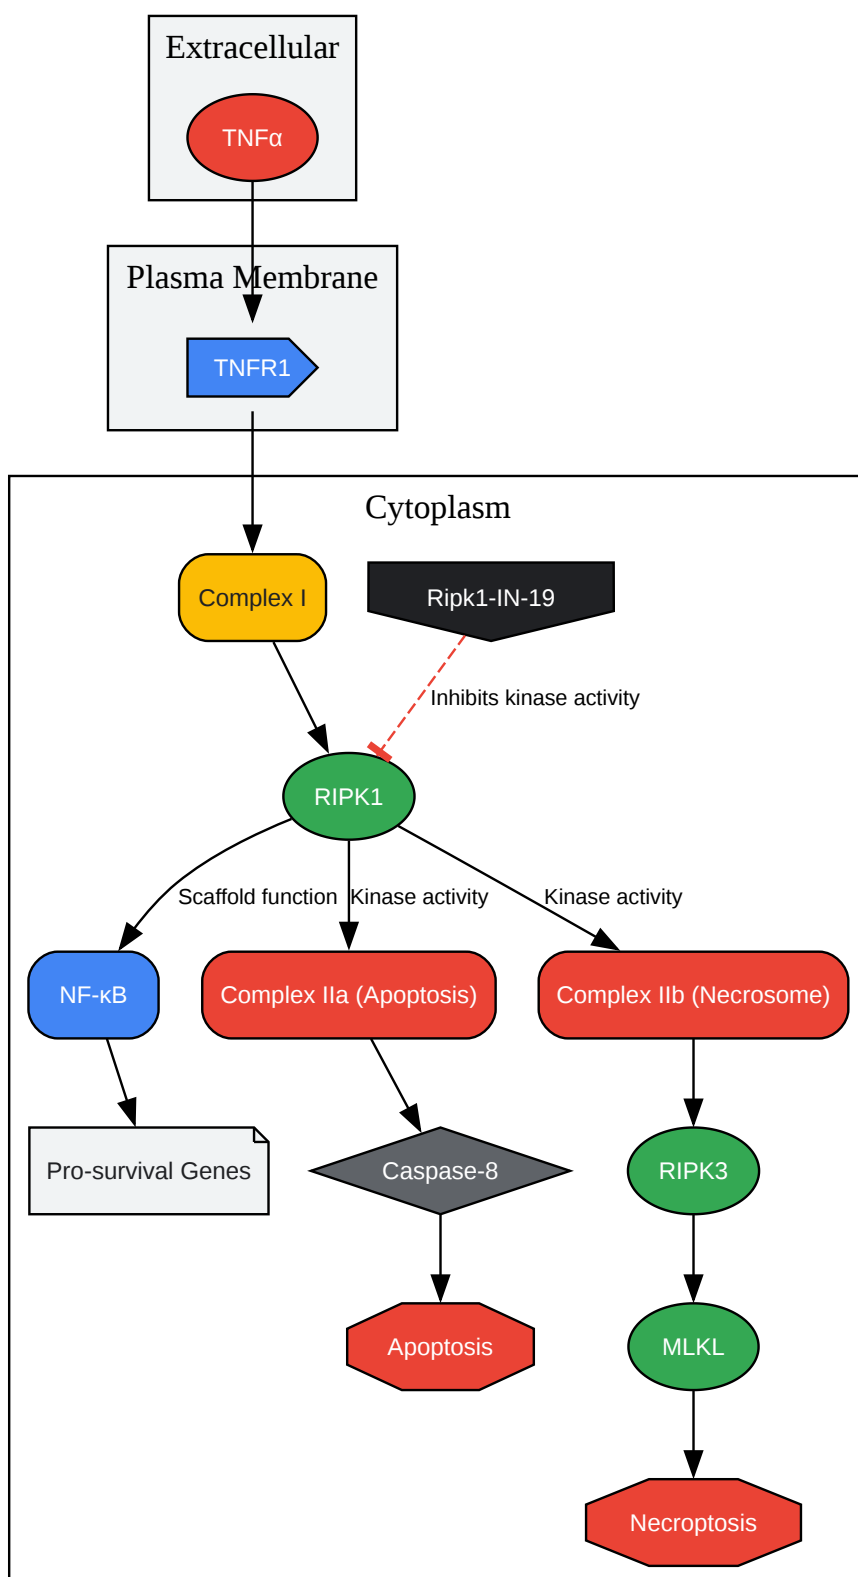 Extracellular
TNFα
Plasma Membrane
TNFR1
Cytoplasm
Complex I
Ripk1-IN-19
Inhibits kinase activity
RIPK1
Scaffold function
Kinase activity
Kinase activity
NF-κB
Complex IIa (Apoptosis)
Complex IIb (Necrosome)
Pro-survival Genes
Caspase-8
RIPK3
Apoptosis
MLKL
Necroptosis